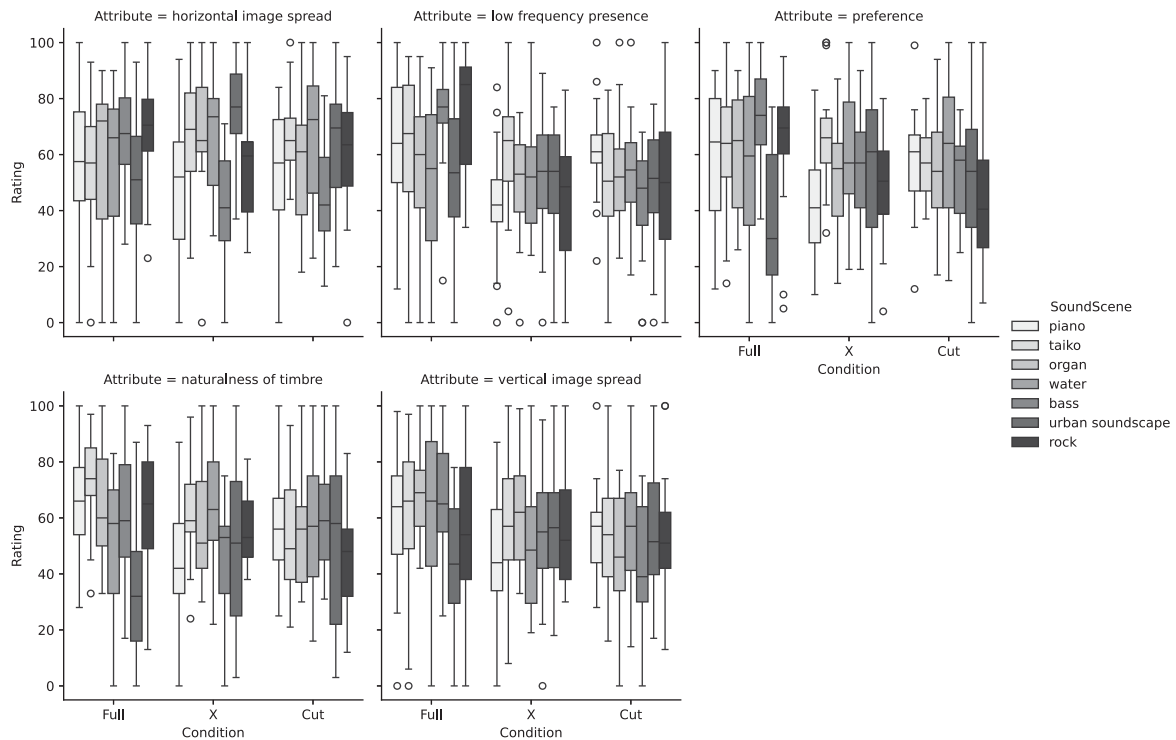 Attribute = horizontal image spread
Attribute = low frequency presence
Attribute = preference
100
80
60
40
20
0
Rating
Full
X
Cut
Condition
SoundScene
piano
taiko
organ
water
bass
urban soundscape
rock
Attribute = naturalness of timbre
Attribute = vertical image spread
100
80
60
40
20
0
Rating
Full
X
Cut
Condition
Full
X
Cut
Condition